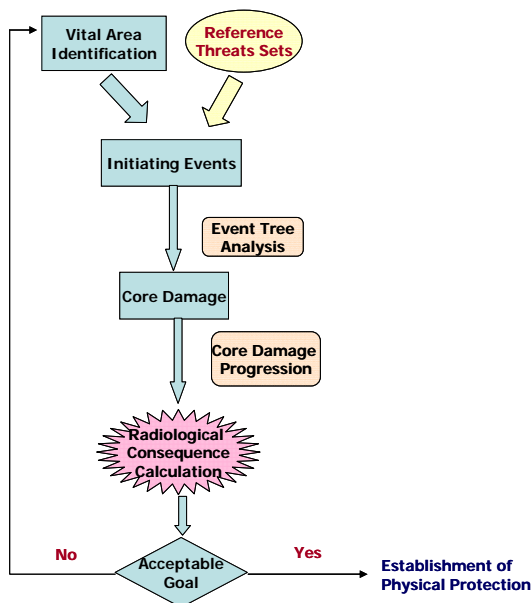 Vital Area
Identification
Reference
Threats Sets
Initiating Events
Event Tree
Analysis
Core Damage
Core Damage
Progression
Radiological
Consequence
Calculation
No
Acceptable
Goal
Yes
Establishment of
Physical Protection